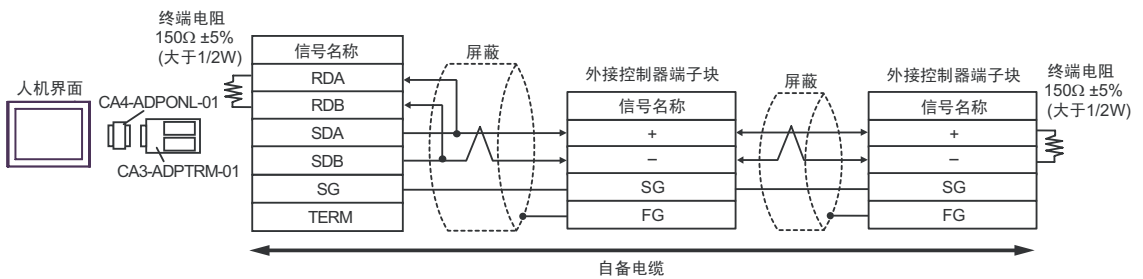 终端电阻
150Ω ±5%
(大于1/2W)
人机界面
CA4-ADPONL-01
CA3-ADPTRM-01
信号名称
RDA
RDB
SDA
SDB
SG
TERM
屏蔽
外接控制器端子块
信号名称
+
–
SG
FG
屏蔽
外接控制器端子块
信号名称
+
–
SG
FG
终端电阻
150Ω ±5%
(大于1/2W)
自备电缆